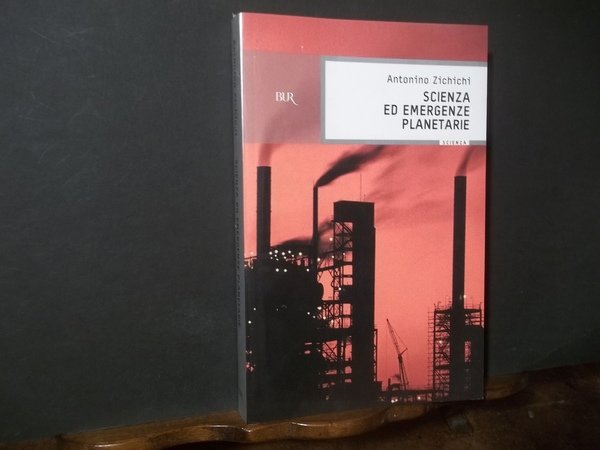 Antonino Zichichi
SCIENZA
ED EMERGENZE
PLANETARIE
SCIENZA
BUR